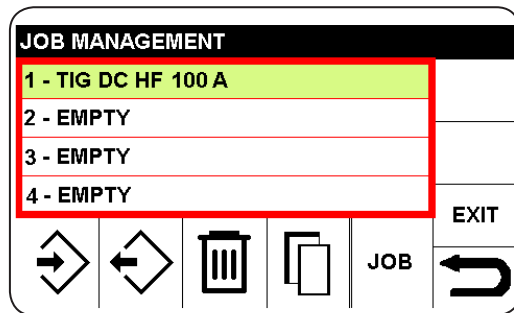 JOB MANAGEMENT
1 - TIG DC HF 100 A
2 - EMPTY
3 - EMPTY
4 - EMPTY
EXIT
JOB